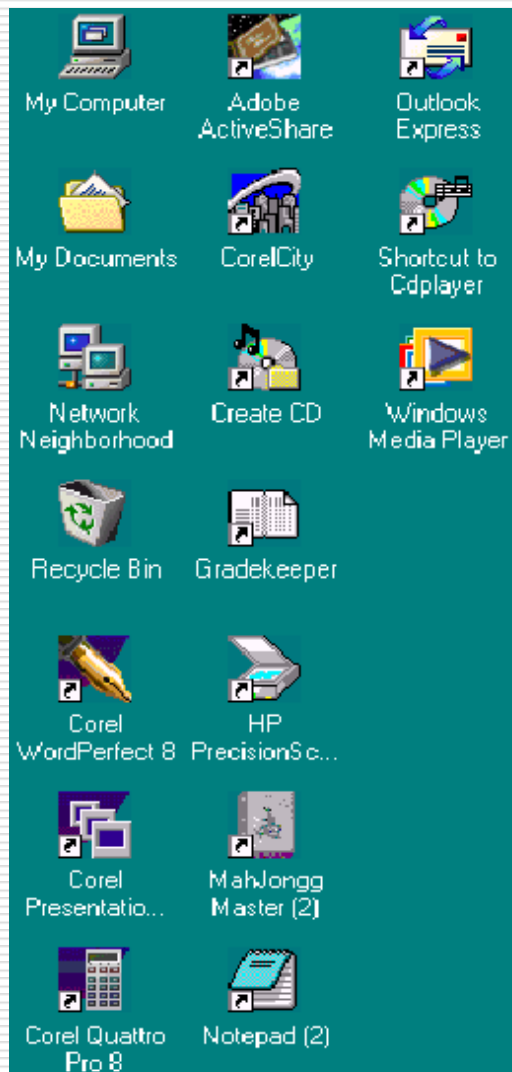 My Computer
Adobe
ActiveShare
Outlook
Express
My Documents
CorelCity
Shortcut to
Cdplayer
Network
Neighborhood
Create CD
Windows
Media Player
Recycle Bin
Gradekeeper
Corel
WordPerfect 8
HP
PrecisionSc...
Corel
Presentatio...
MahJongg
Master (2)
Corel Quattro
Pro 8
Notepad (2)